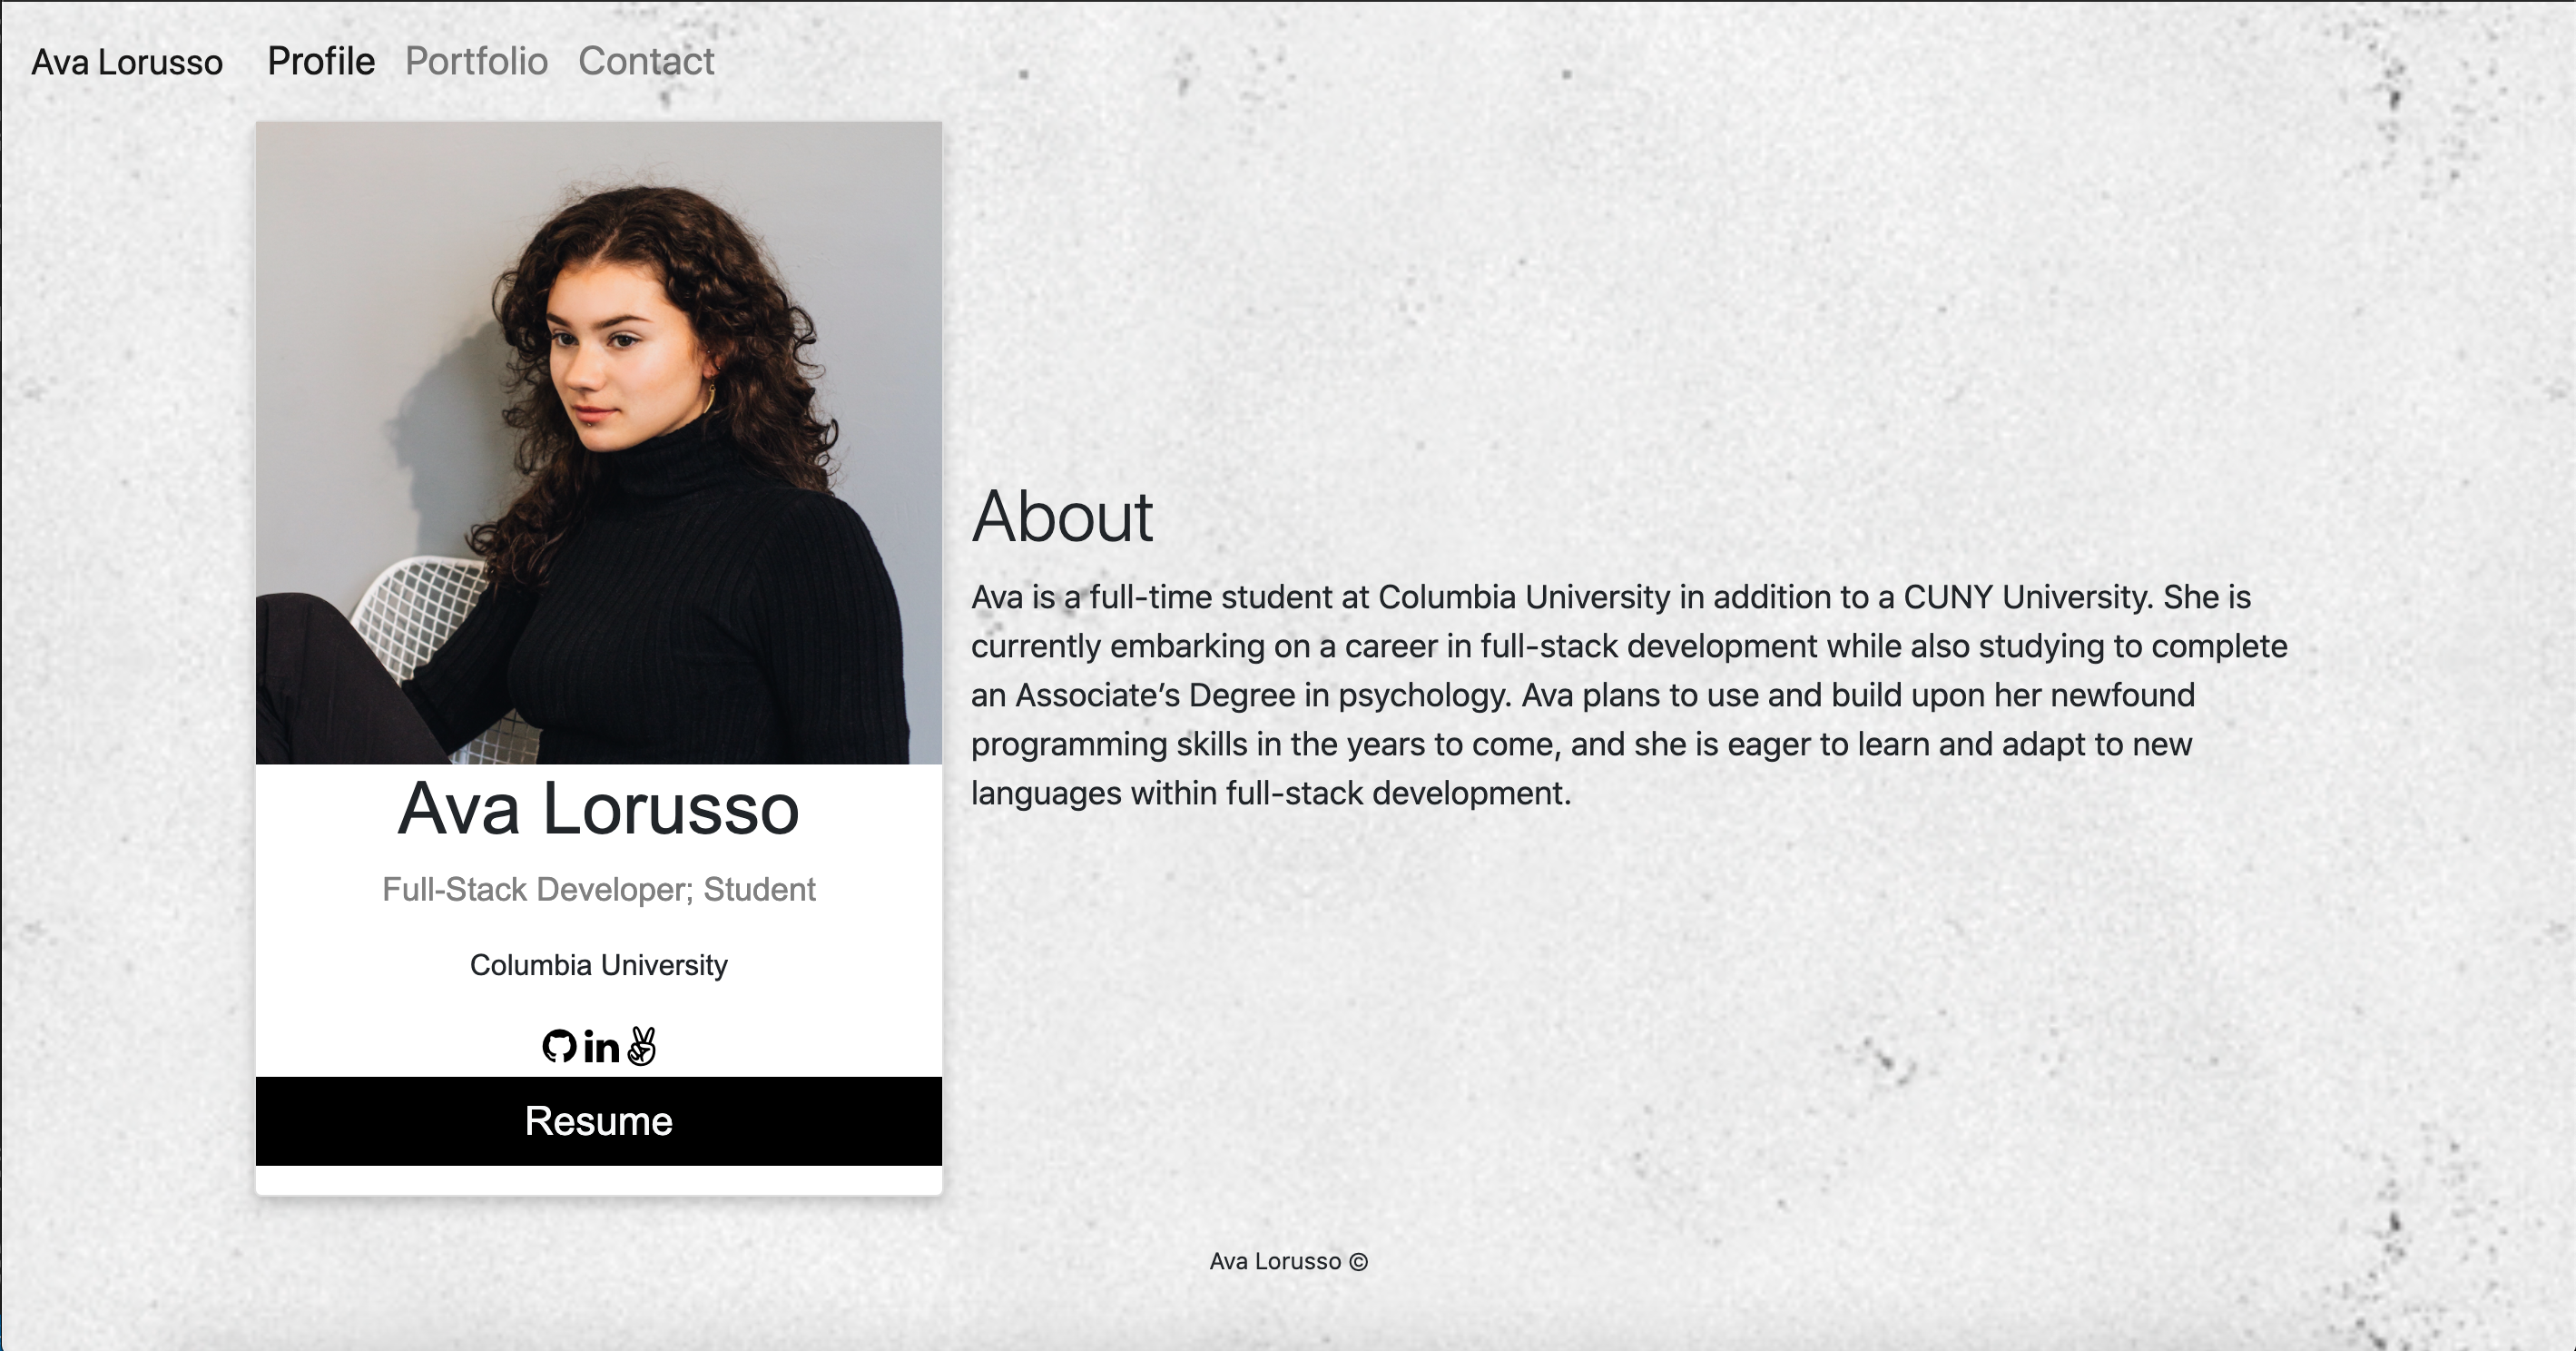 Ava Lorusso Profile Portfolio Contact
Ava Lorusso
Full-Stack Developer; Student
Columbia University
in
Resume
About
Ava is a full-time student at Columbia University in addition to a CUNY University. She is
currently embarking on a career in full-stack development while also studying to complete
an Associate’s Degree in psychology. Ava plans to use and build upon her newfound
programming skills in the years to come, and she is eager to learn and adapt to new
languages within full-stack development.
Ava Lorusso ©